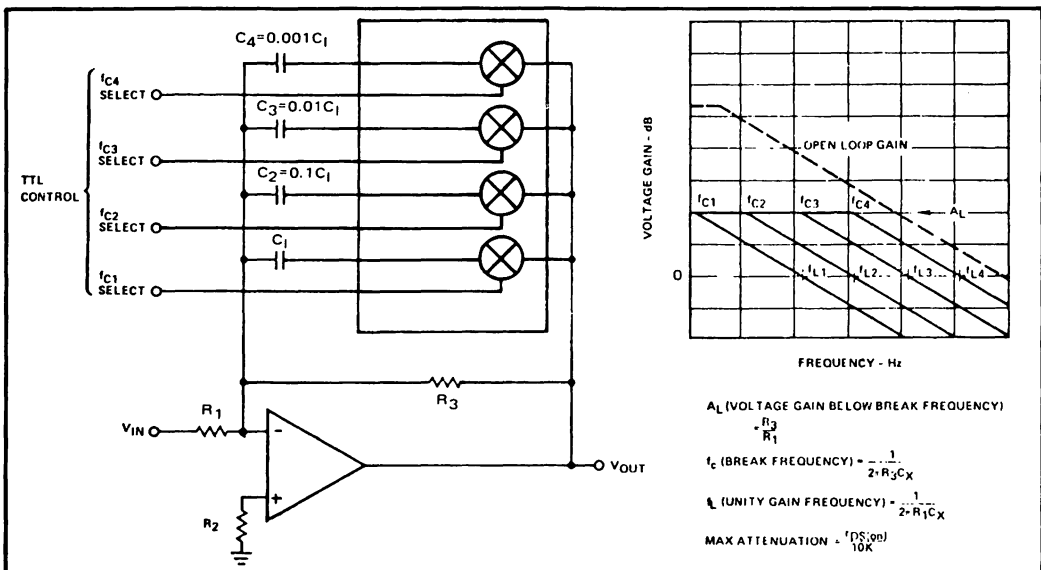 C4=0.001C1
fC4
SELECT
C3=0.01C1
fC3
SELECT
TTL
CONTROL
C2=0.1C1
fC2
SELECT
C1
fC1
SELECT
R3
R1
VIN
-
+
VOUT
R2
VOLTAGE GAIN - dB
OPEN LOOP GAIN
fC1 fC2 fC3 fC4
AL
0
fL1 fL2 fL3 fL4
FREQUENCY - Hz
AL (VOLTAGE GAIN BELOW BREAK FREQUENCY)
= R3/R1
fc (BREAK FREQUENCY) = 1/2πR3CX
fL (UNITY GAIN FREQUENCY) = 1/2πR1CX
MAX ATTENUATION = rDS(on)/10K